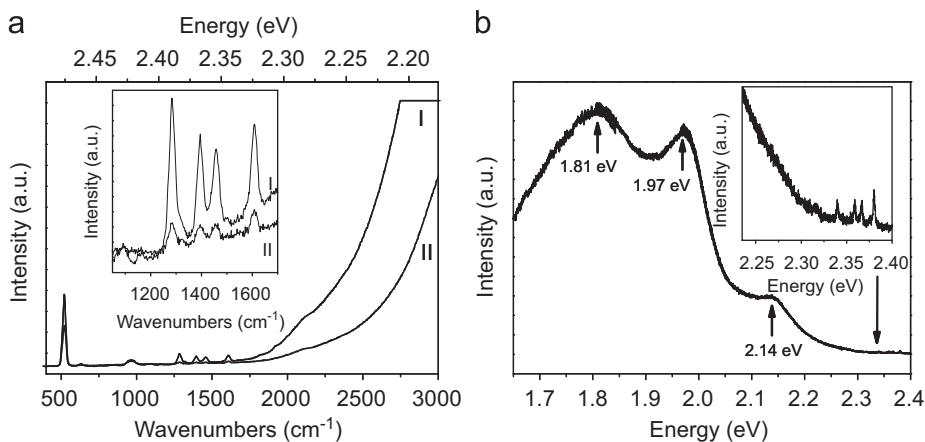 a
Energy (eV)
2.45 2.40 2.35 2.30 2.25 2.20
Intensity (a.u.)
I
II
Intensity (a.u.)
I
II
1200 1400 1600
Wavenumbers (cm-1)
500 1000 1500 2000 2500 3000
Wavenumbers (cm-1)
b
Intensity (a.u.)
1.81 eV
1.97 eV
2.14 eV
Intensity (a.u.)
2.25 2.30 2.35 2.40
Energy (eV)
1.7 1.8 1.9 2.0 2.1 2.2 2.3 2.4
Energy (eV)